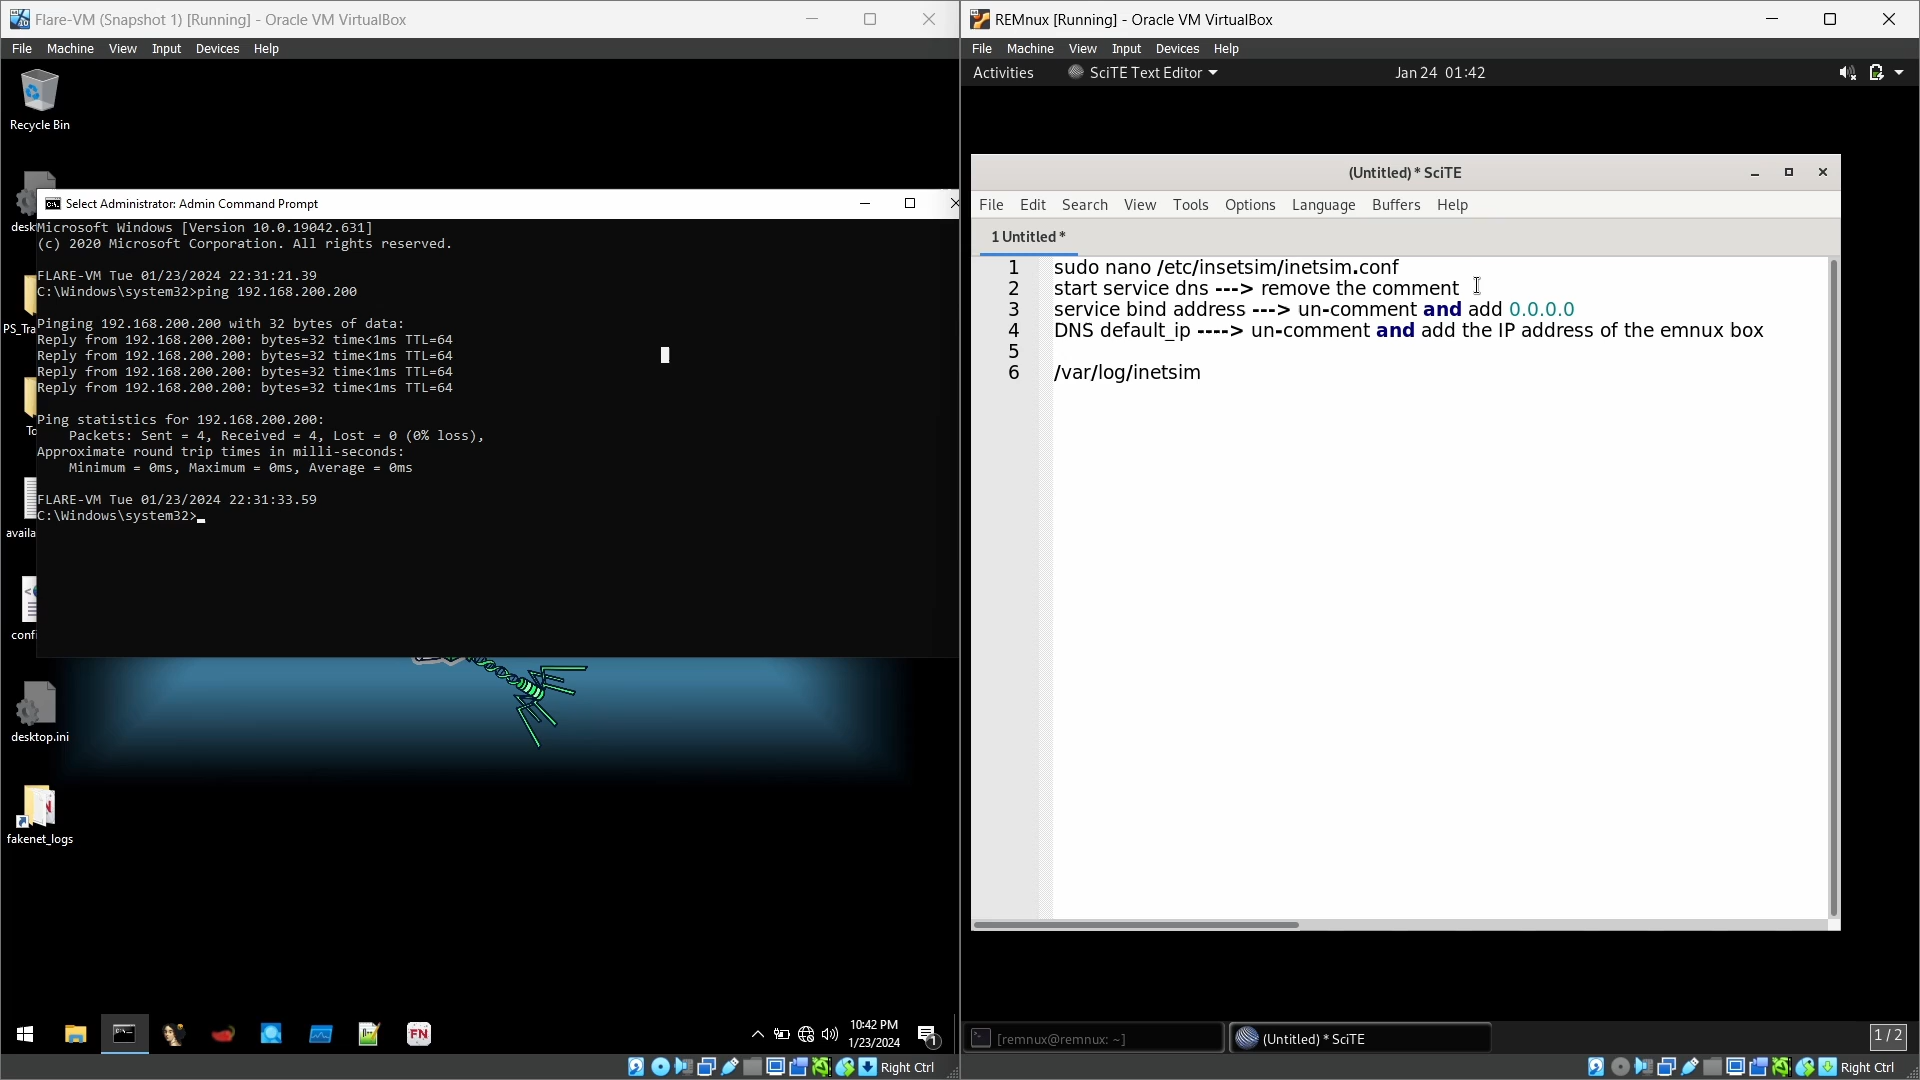 Flare-VM (Snapshot 1) [Running] - Oracle VM VirtualBox
File Machine View Input Devices Help
Recycle Bin
desk
PS_Tra
To
availa
confi
desktop.ini
fakenet_logs
Select Administrator: Admin Command Prompt
Microsoft Windows [Version 10.0.19042.631]
(c) 2020 Microsoft Corporation. All rights reserved.
FLARE-VM Tue 01/23/2024 22:31:21.39
C:\Windows\system32>ping 192.168.200.200
Pinging 192.168.200.200 with 32 bytes of data:
Reply from 192.168.200.200: bytes=32 time<1ms TTL=64
Reply from 192.168.200.200: bytes=32 time<1ms TTL=64
Reply from 192.168.200.200: bytes=32 time<1ms TTL=64
Reply from 192.168.200.200: bytes=32 time<1ms TTL=64
Ping statistics for 192.168.200.200:
Packets: Sent = 4, Received = 4, Lost = 0 (0% loss),
Approximate round trip times in milli-seconds:
Minimum = 0ms, Maximum = 0ms, Average = 0ms
FLARE-VM Tue 01/23/2024 22:31:33.59
C:\Windows\system32>
FN
10:42 PM
1/23/2024
1
Right Ctrl
REMnux [Running] - Oracle VM VirtualBox
File Machine View Input Devices Help
Activities SciTE Text Editor Jan 24 01:42
(Untitled) * SciTE
File Edit Search View Tools Options Language Buffers Help
1 Untitled *
1 sudo nano /etc/insetsim/inetsim.conf
2 start service dns ---> remove the comment
3 service bind address ---> un-comment and add 0.0.0.0
4 DNS default_ip ----> un-comment and add the IP address of the emnux box
5
6 /var/log/inetsim
[remnux@remnux: ~]
(Untitled) * SciTE
1 / 2
Right Ctrl